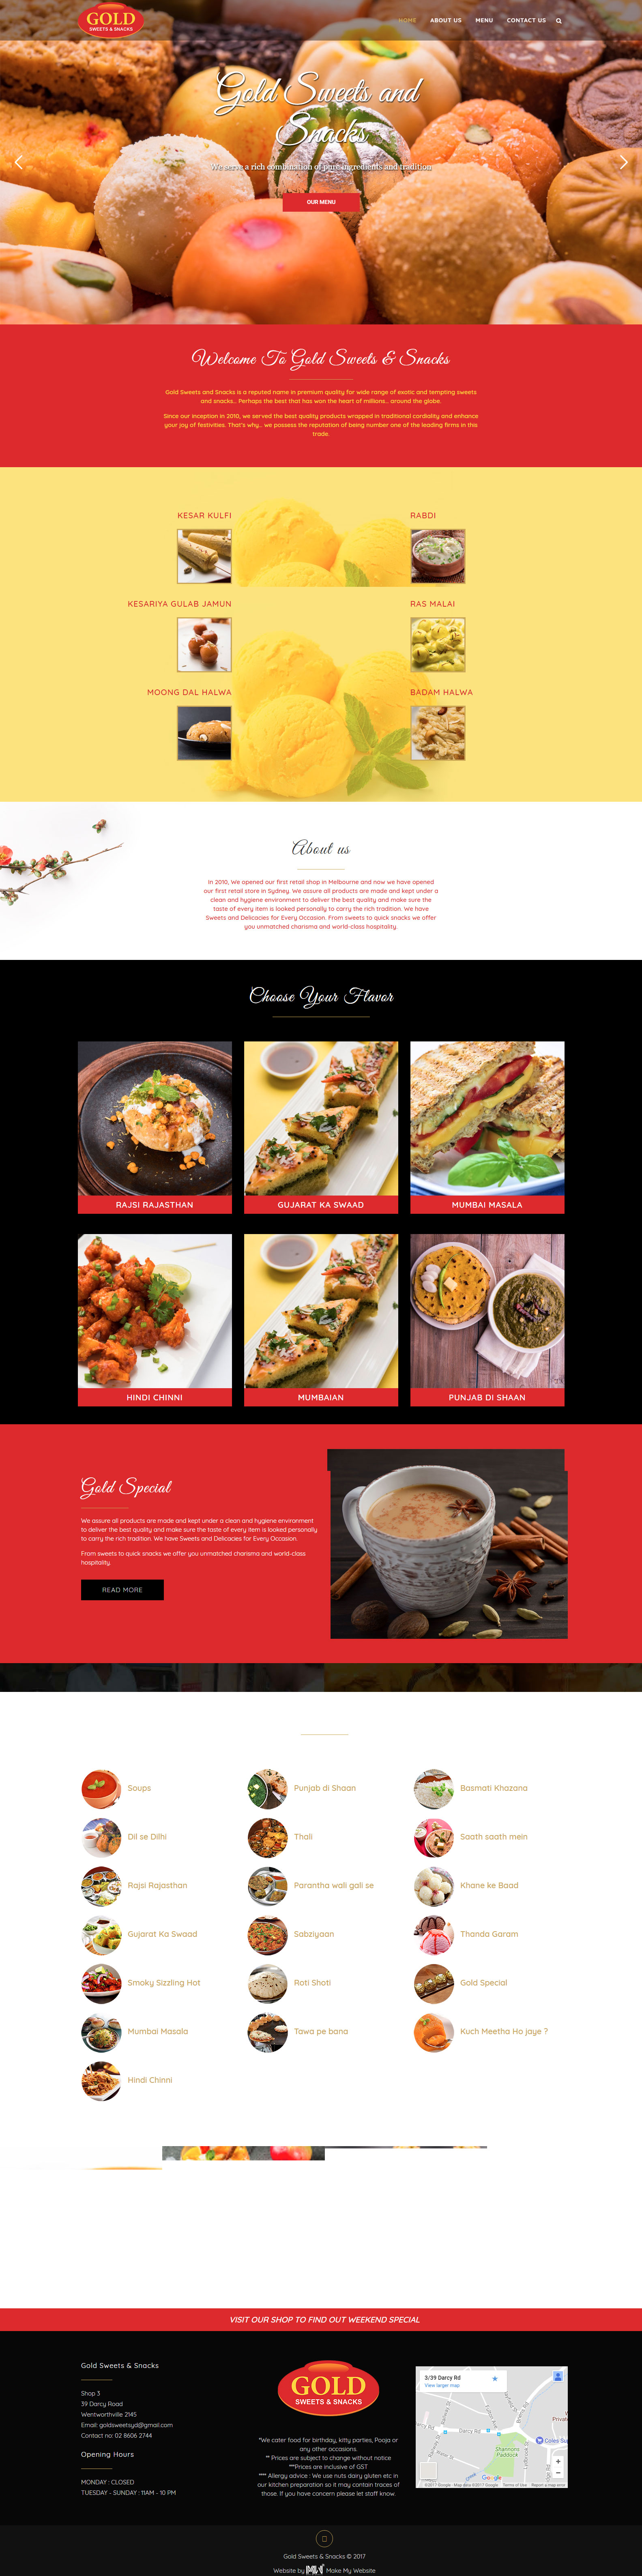 GOLD
SWEETS & SNACKS
HOME
ABOUT US
MENU
CONTACT US
Gold Sweets and
Snacks
We serve a rich combination of pure ingredients and tradition
OUR MENU
Welcome To Gold Sweets & Snacks
Gold Sweets and Snacks is a reputed name in premium quality for wide range of exotic and tempting sweets
and snacks... Perhaps the best that has won the heart of millions... around the globe.
Since our inception in 2010, we served the best quality products wrapped in traditional cordiality and enhance
your joy of festivities. That's why... we possess the reputation of being number one of the leading firms in this
trade.
KESAR KULFI
RABDI
KESARIYA GULAB JAMUN
RAS MALAI
MOONG DAL HALWA
BADAM HALWA
About us
In 2010, We opened our first retail shop in Melbourne and now we have opened
our first retail store in Sydney. We assure all products are made and kept under a
clean and hygiene environment to deliver the best quality and make sure the
taste of every item is looked personally to carry the rich tradition. We have
Sweets and Delicacies for Every Occasion. From sweets to quick snacks we offer
you unmatched charisma and world-class hospitality.
Choose Your Flavor
RAJSI RAJASTHAN
GUJARAT KA SWAAD
MUMBAI MASALA
HINDI CHINNI
MUMBAIAN
PUNJAB DI SHAAN
Gold Special
We assure all products are made and kept under a clean and hygiene environment
to deliver the best quality and make sure the taste of every item is looked personally
to carry the rich tradition. We have Sweets and Delicacies for Every Occasion.
From sweets to quick snacks we offer you unmatched charisma and world-class
hospitality
READ MORE
Soups
Punjab di Shaan
Basmati Khazana
Dil se Dilhi
Thali
Saath saath mein
Rajsi Rajasthan
Parantha wali gali se
Khane ke Baad
Gujarat Ka Swaad
Sabziyaan
Thanda Garam
Smoky Sizzling Hot
Roti Shoti
Gold Special
Mumbai Masala
Tawa pe bana
Kuch Meetha Ho jaye ?
Hindi Chinni
VISIT OUR SHOP TO FIND OUT WEEKEND SPECIAL
Gold Sweets & Snacks
Shop 3
39 Darcy Road
Wentworthville 2145
Email: goldsweetsyd@gmail.com
Contact no: 02 8606 2744
Opening Hours
MONDAY : CLOSED
TUESDAY - SUNDAY : 11AM - 10 PM
GOLD
SWEETS & SNACKS
*We cater food for birthday, kitty parties, Pooja or
any other occasions.
** Prices are subject to change without notice
***Prices are inclusive of GST
**** Allergy advice : We use nuts dairy gluten etc in
our kitchen preparation so it may contain traces of
those. If you have concern please let staff know.
3/39 Darcy Rd
View larger map
Darcy Rd
Shannons
Paddock
Coles Su
Private
Google
©2017 Google - Map data ©2017 Google
Terms of Use
Report a map error
Gold Sweets & Snacks © 2017
Website by
Make My Website